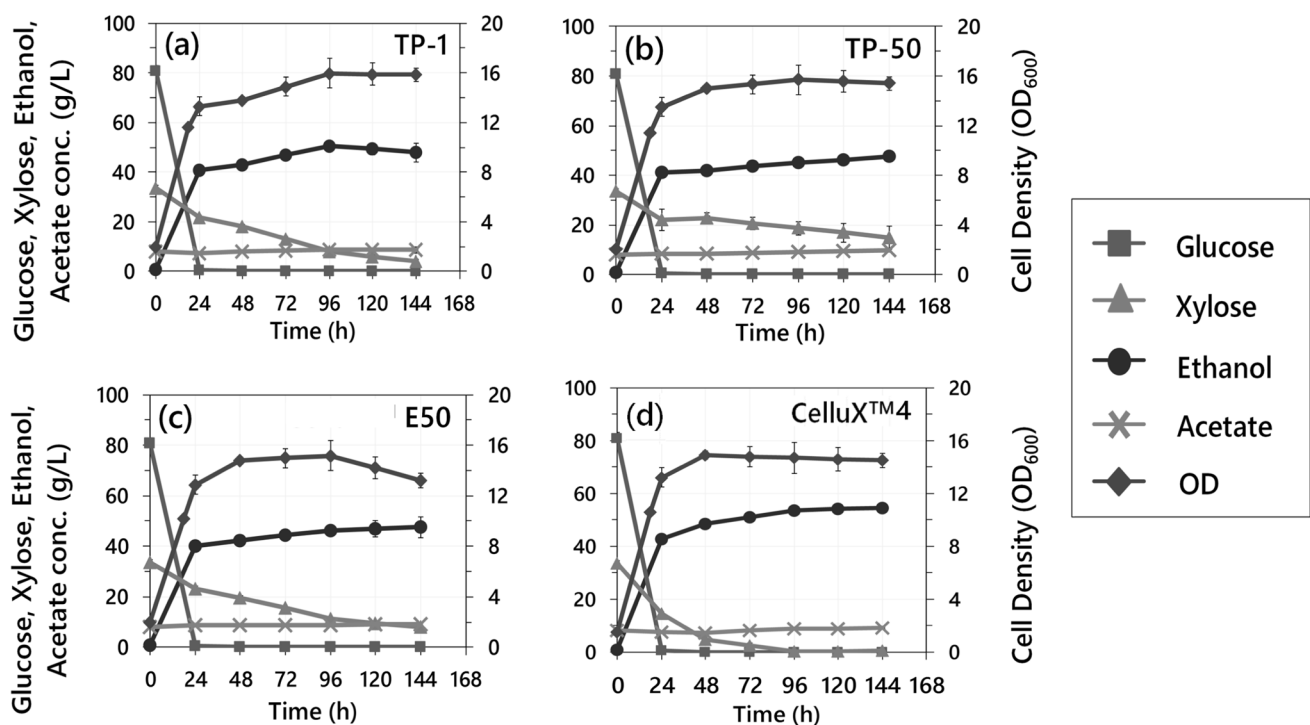 Glucose, Xylose, Ethanol,
Acetate conc. (g/L)
100
80
60
40
20
0
(a)
TP-1
20
16
12
8
4
0
0 24 48 72 96 120 144 168
Time (h)
100
80
60
40
20
0
(b)
TP-50
20
16
12
8
4
0
0 24 48 72 96 120 144 168
Time (h)
Cell Density (OD600)
Glucose, Xylose, Ethanol,
Acetate conc. (g/L)
100
80
60
40
20
0
(c)
E50
20
16
12
8
4
0
0 24 48 72 96 120 144 168
Time (h)
100
80
60
40
20
0
(d)
CelluX™4
20
16
12
8
4
0
0 24 48 72 96 120 144 168
Time (h)
Cell Density (OD600)
Glucose
Xylose
Ethanol
Acetate
OD